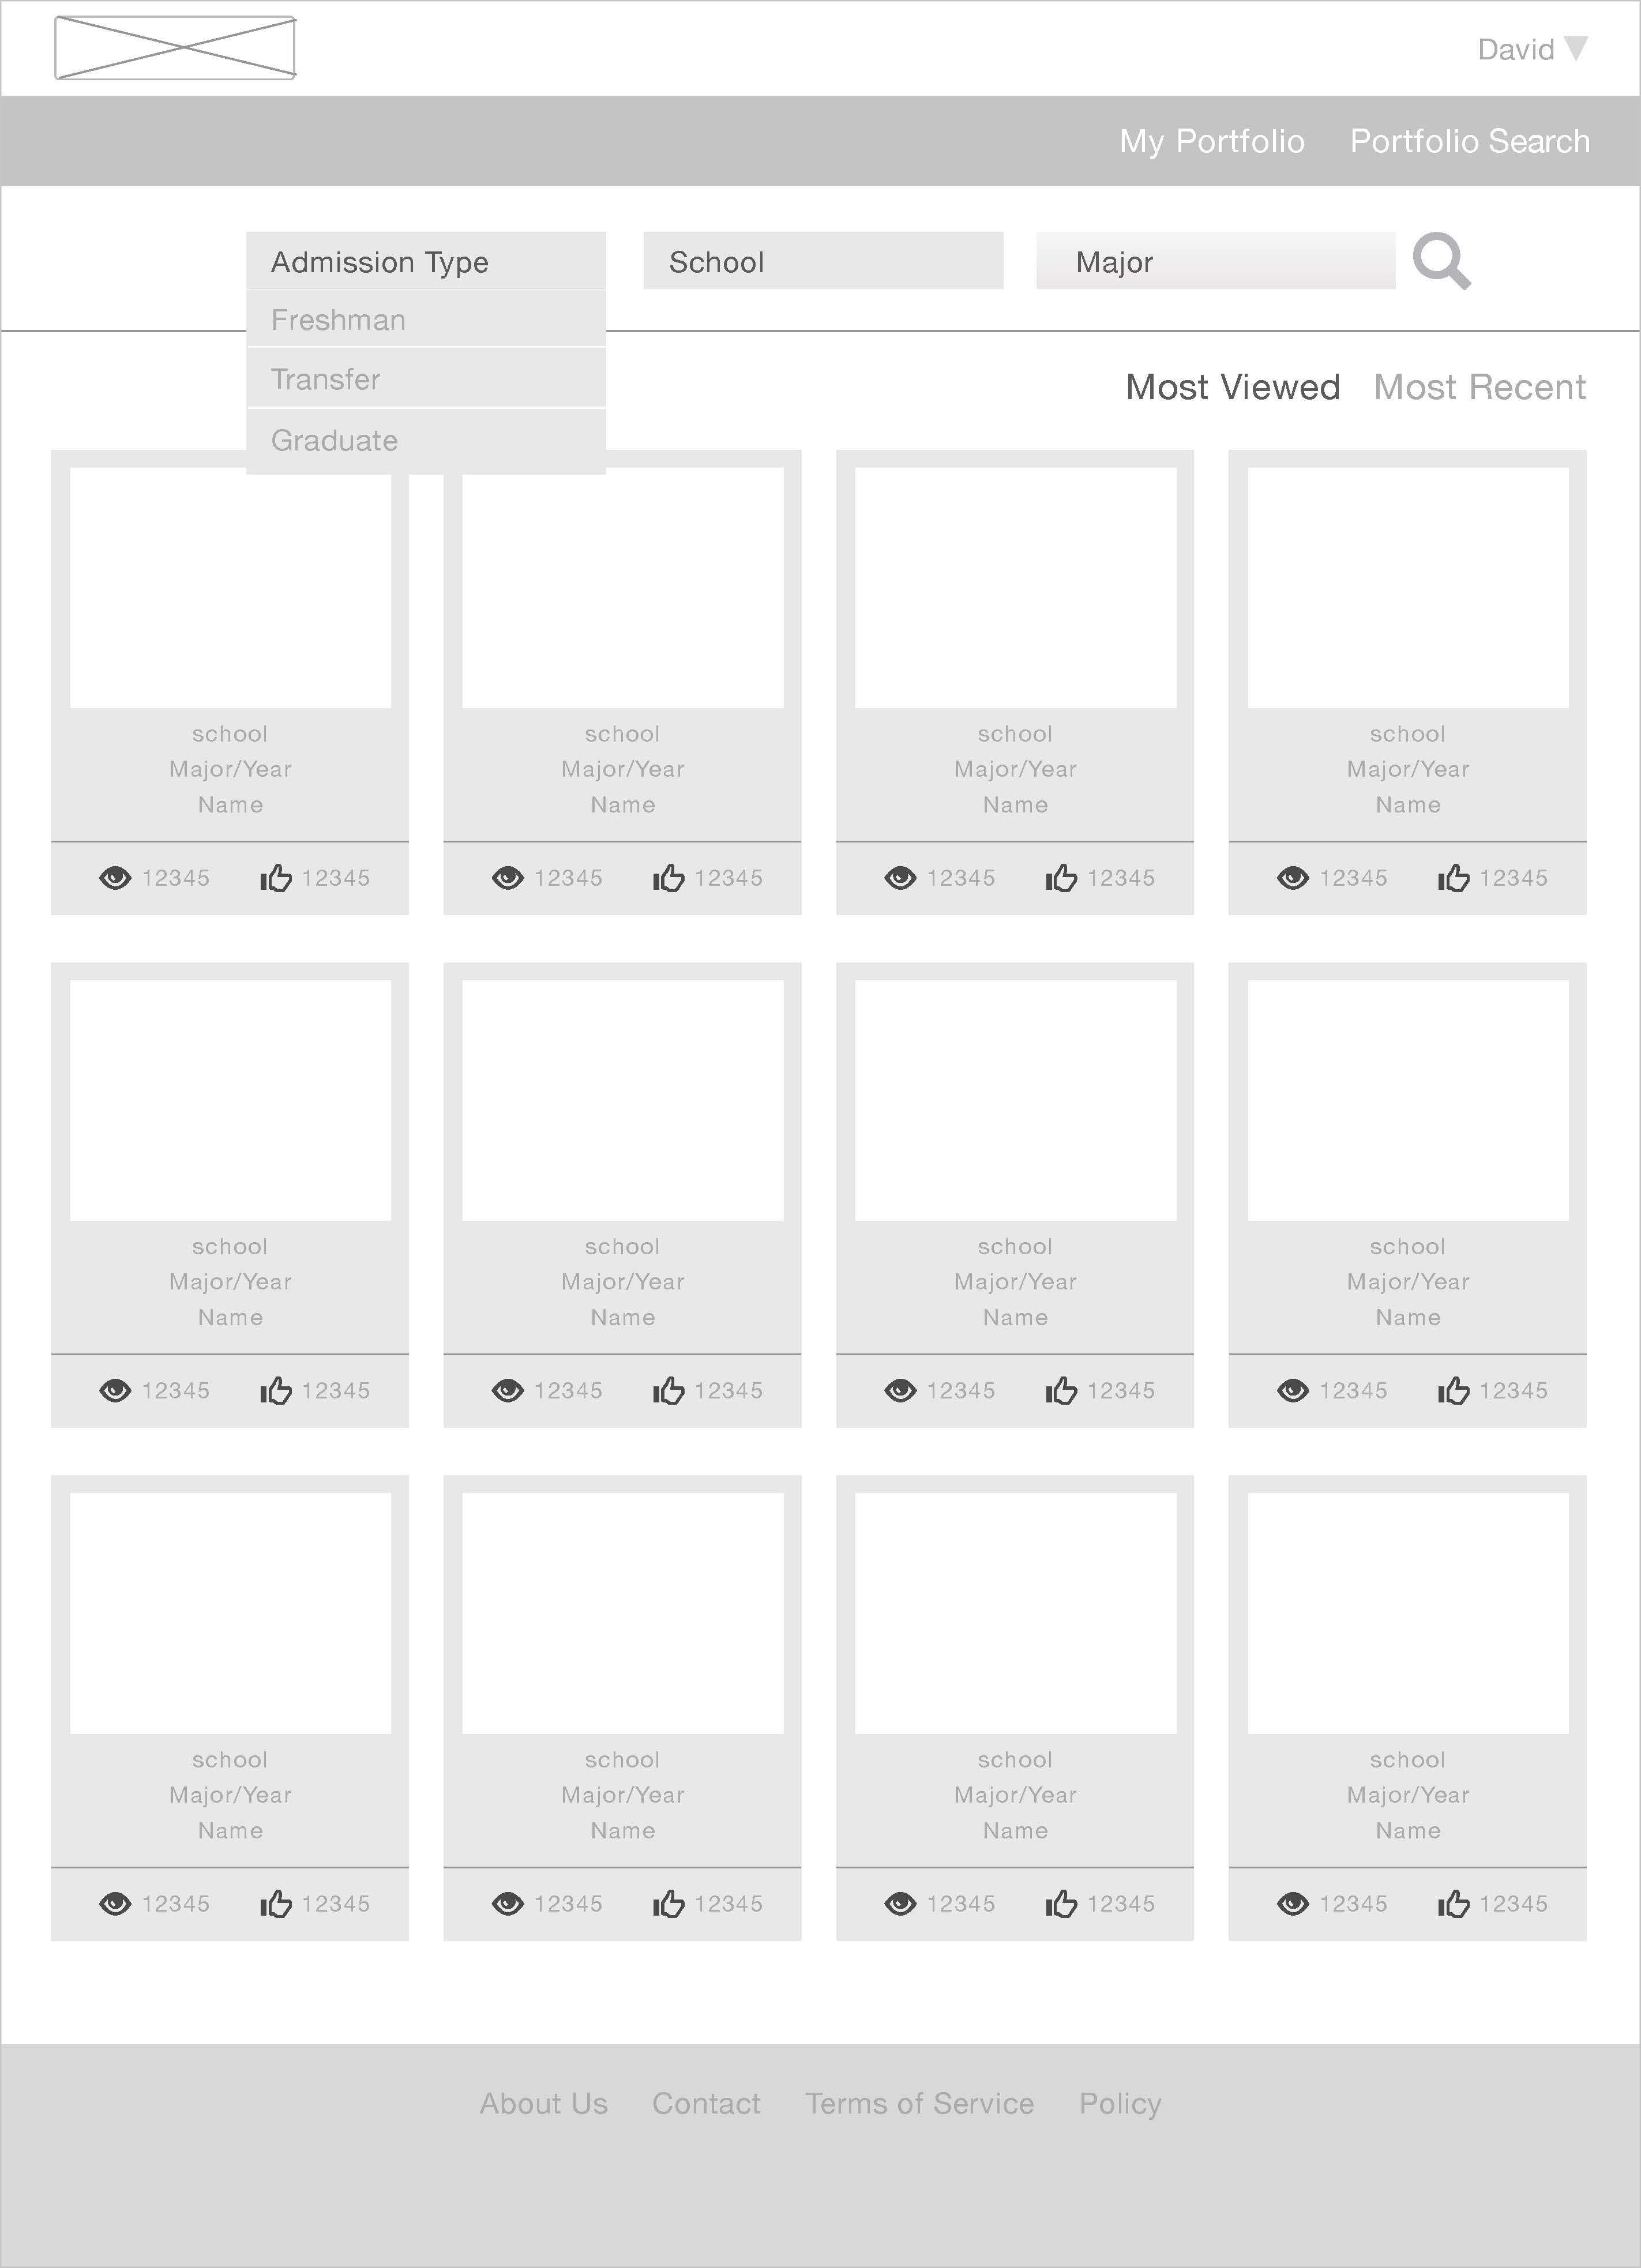 David
My Portfolio Portfolio Search
Admission Type School Major
Freshman
Transfer
Most Viewed Most Recent
Graduate
school school school school
Major/Year Major/Year Major/Year Major/Year
Name Name Name Name
12345 12345 12345 12345 12345 12345 12345 12345
school school school school
Major/Year Major/Year Major/Year Major/Year
Name Name Name Name
12345 12345 12345 12345 12345 12345 12345 12345
school school school school
Major/Year Major/Year Major/Year Major/Year
Name Name Name Name
12345 12345 12345 12345 12345 12345 12345 12345
About Us Contact Terms of Service Policy